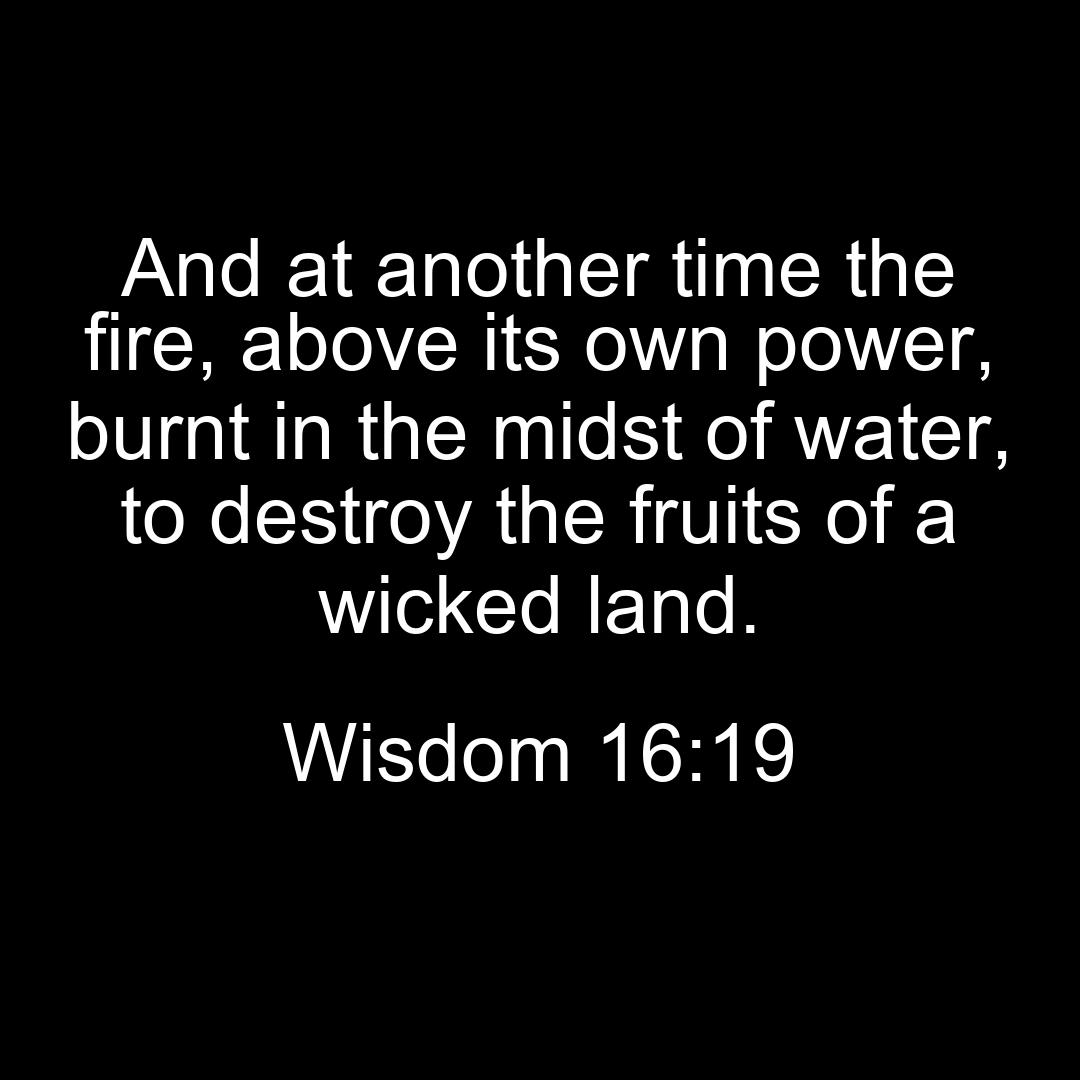 And at another time the
fire, above its own power,
burnt in the midst of water,
to destroy the fruits of a
wicked land.
Wisdom 16:19